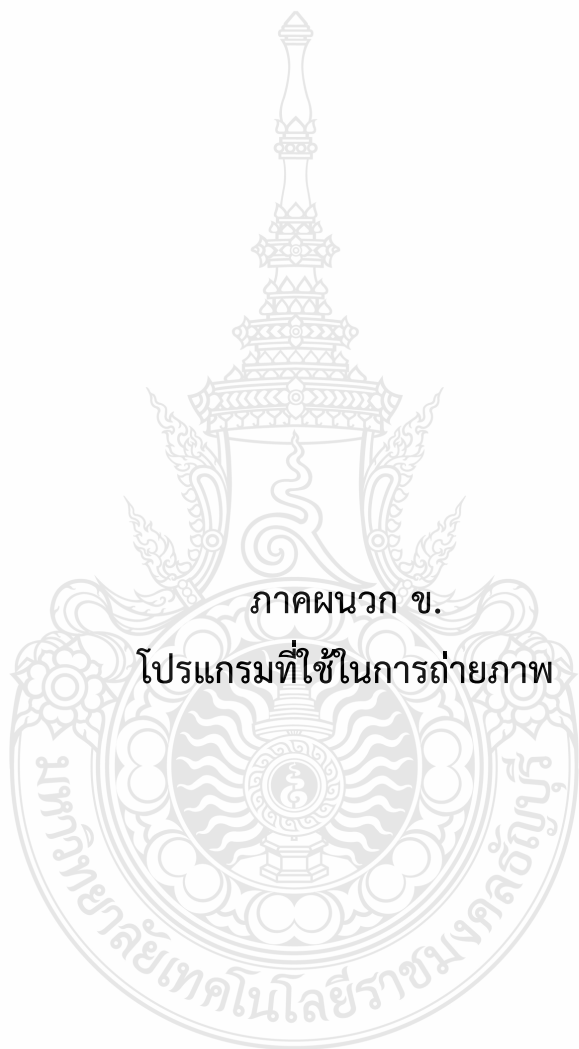 ภาคผนวก ข.
โปรแกรมที่ใช้ในการถ่ายภาพ
มหาวิทยาลัยเทคโนโลยีราชมงคลธัญบุรี